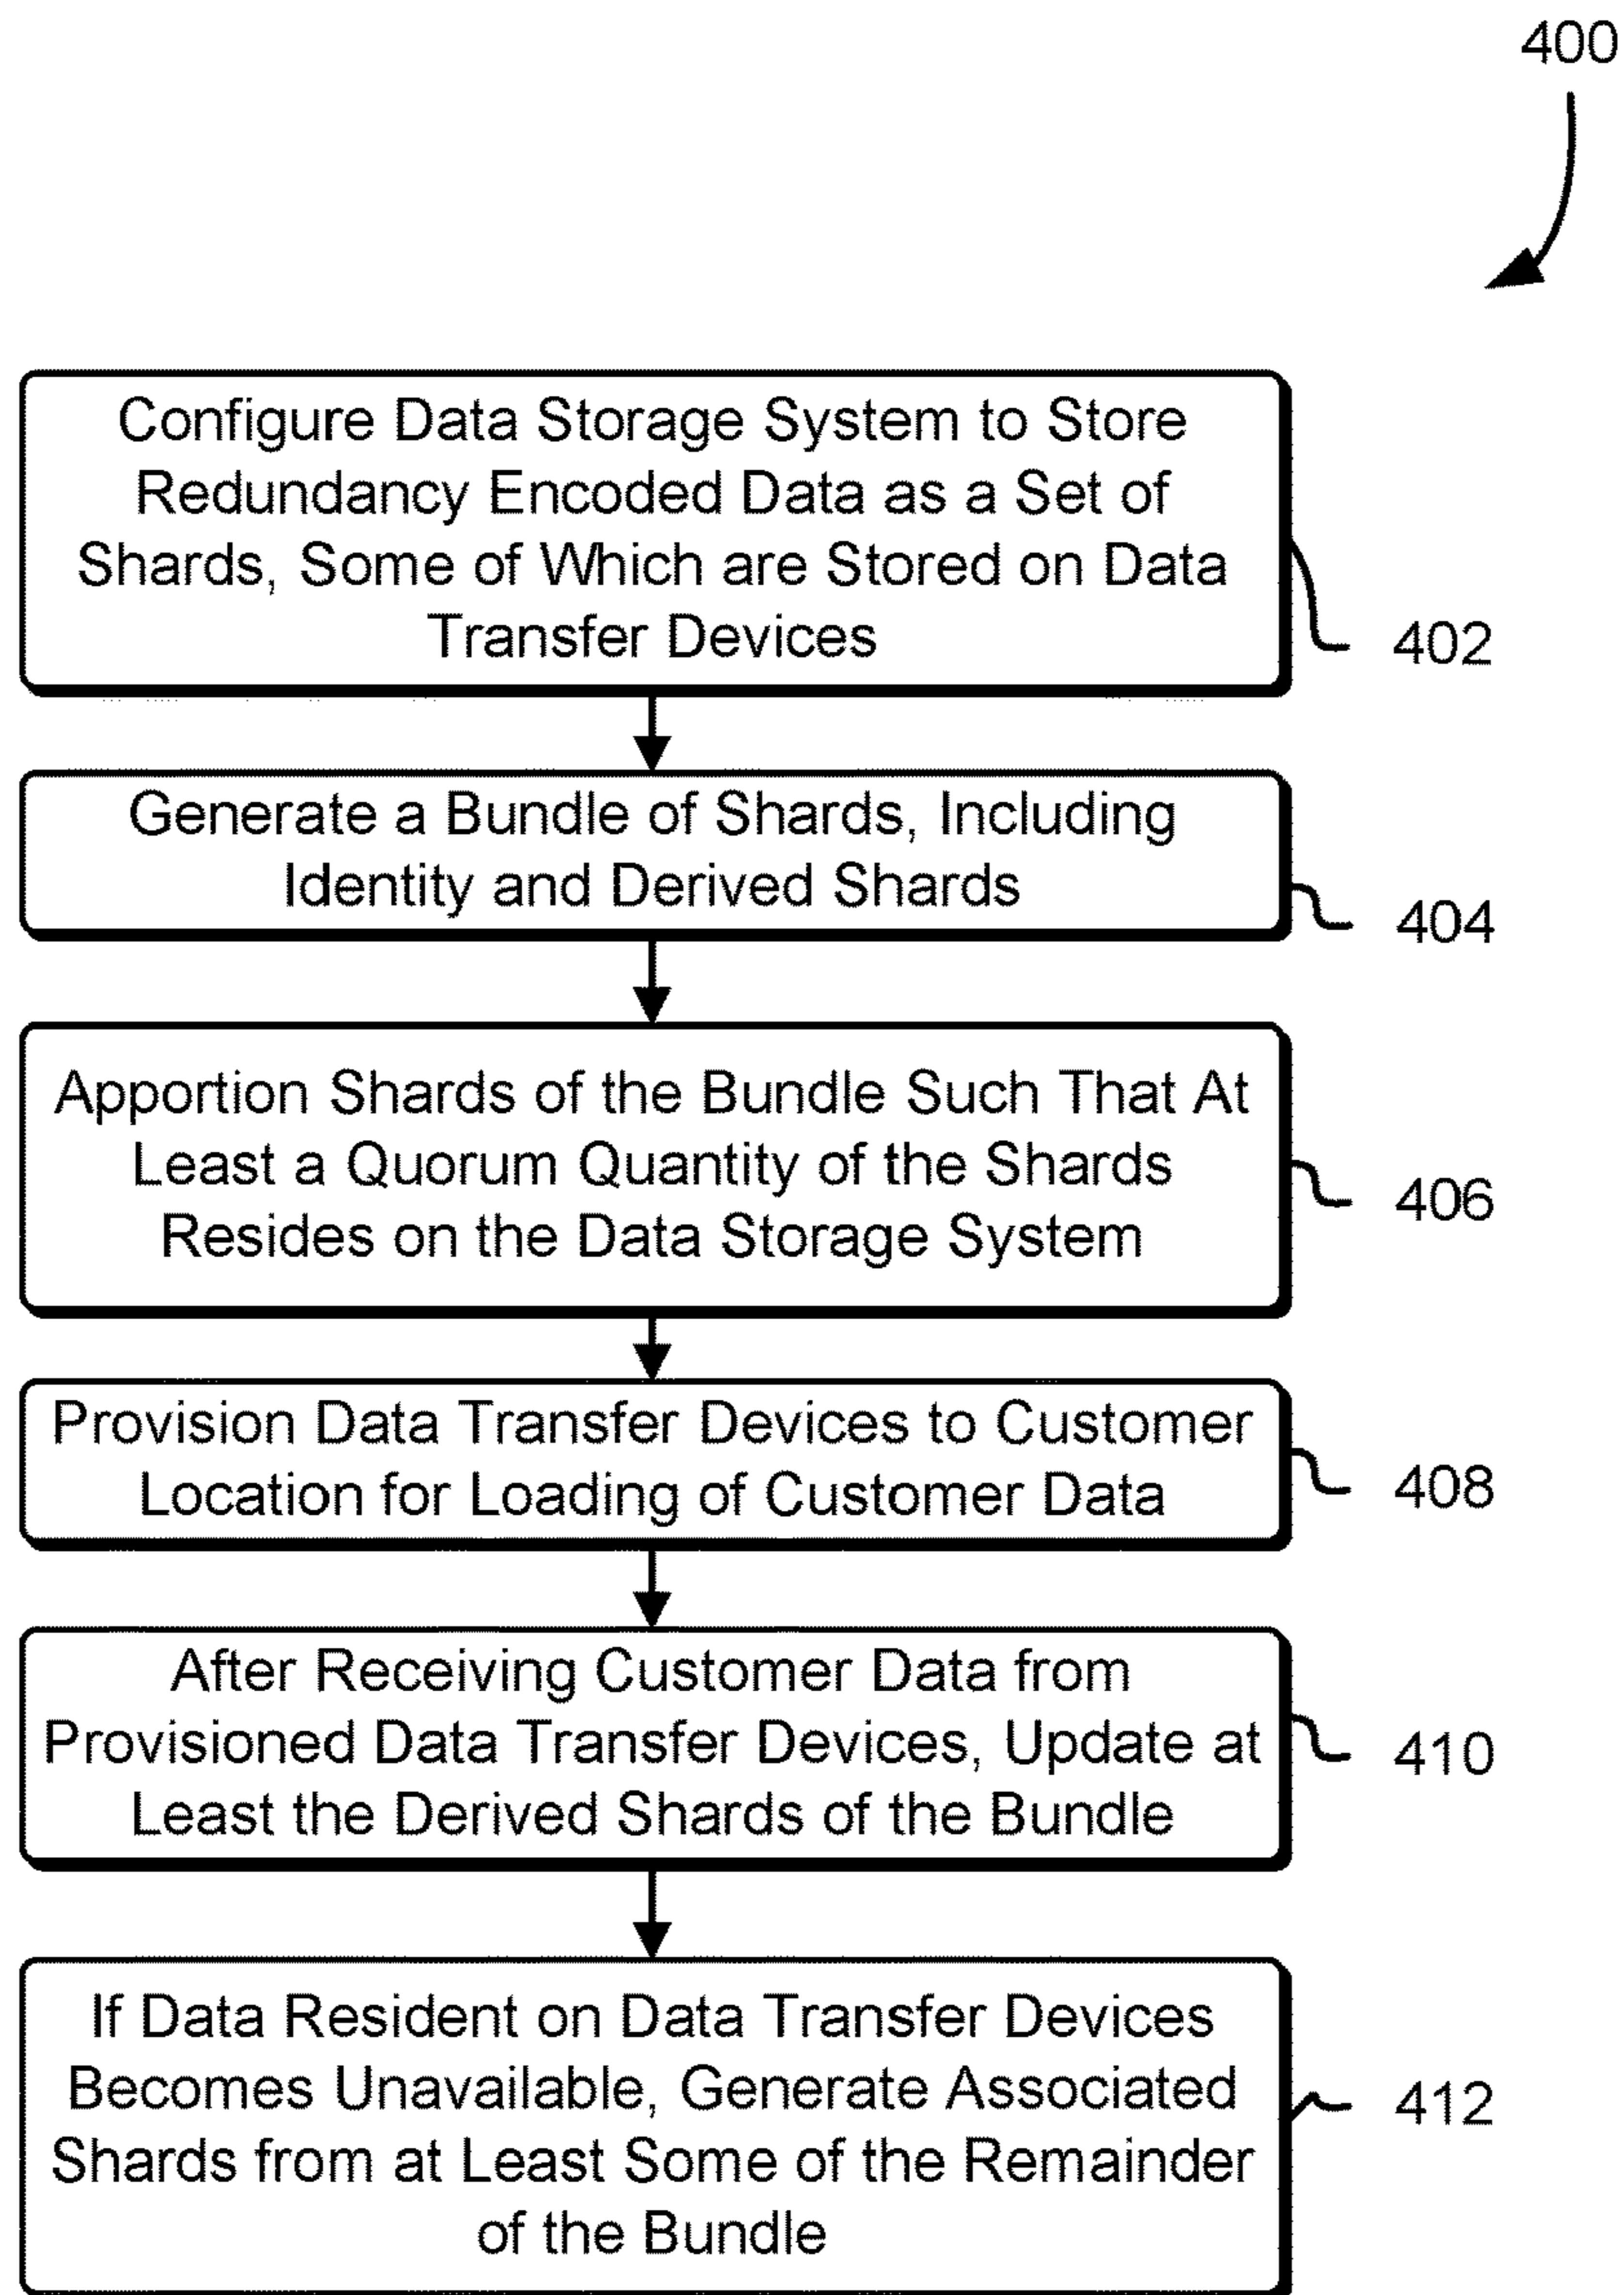 400
Configure Data Storage System to Store
Redundancy Encoded Data as a Set of
Shards, Some of Which are Stored on Data
Transfer Devices
402
Generate a Bundle of Shards, Including
Identity and Derived Shards
404
Apportion Shards of the Bundle Such That At
Least a Quorum Quantity of the Shards
Resides on the Data Storage System
406
Provision Data Transfer Devices to Customer
Location for Loading of Customer Data
408
After Receiving Customer Data from
Provisioned Data Transfer Devices, Update at
Least the Derived Shards of the Bundle
410
If Data Resident on Data Transfer Devices
Becomes Unavailable, Generate Associated
Shards from at Least Some of the Remainder
of the Bundle
412